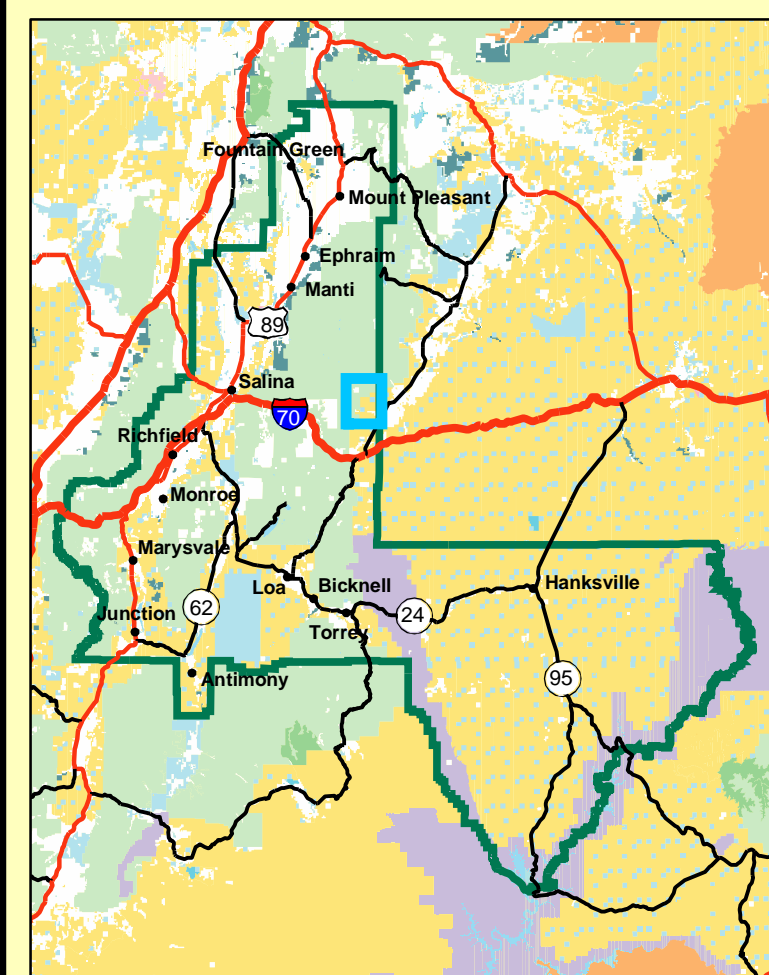 Fountain Green
Mount Pleasant
Ephraim
Manti
89
Salina
70
Richfield
Monroe
Marysvale
Loa
Bicknell
Hanksville
62
24
Junction
Torrey
95
Antimony